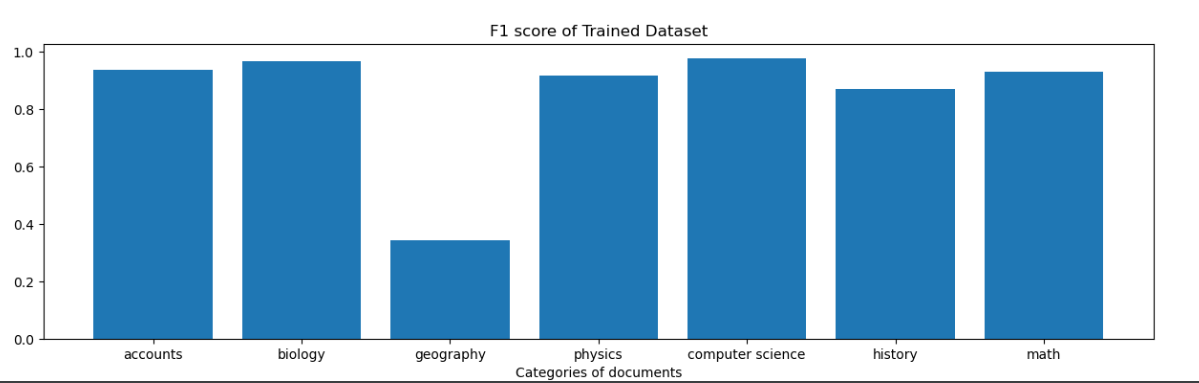 F1 score of Trained Dataset
1.0
0.8
0.6
0.4
0.2
0.0
accounts biology geography physics computer science history math
Categories of documents